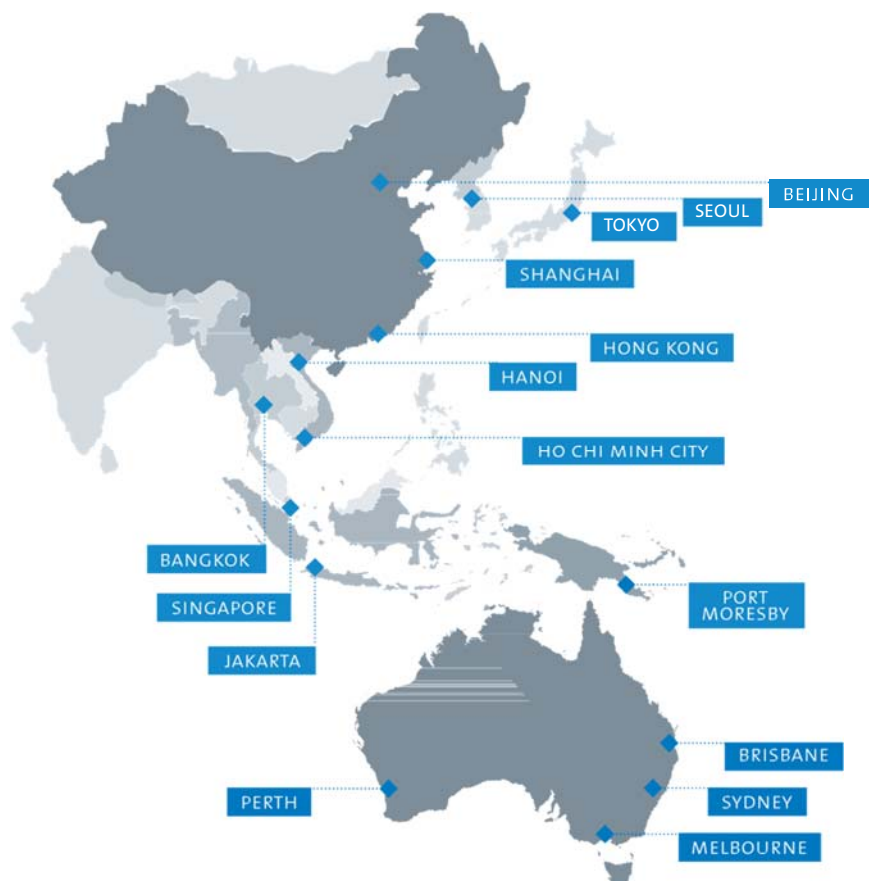 BEIJING
SEOUL
TOKYO
SHANGHAI
HONG KONG
HANOI
HO CHI MINH CITY
BANGKOK
SINGAPORE
PORT
MORESBY
JAKARTA
BRISBANE
PERTH
SYDNEY
MELBOURNE